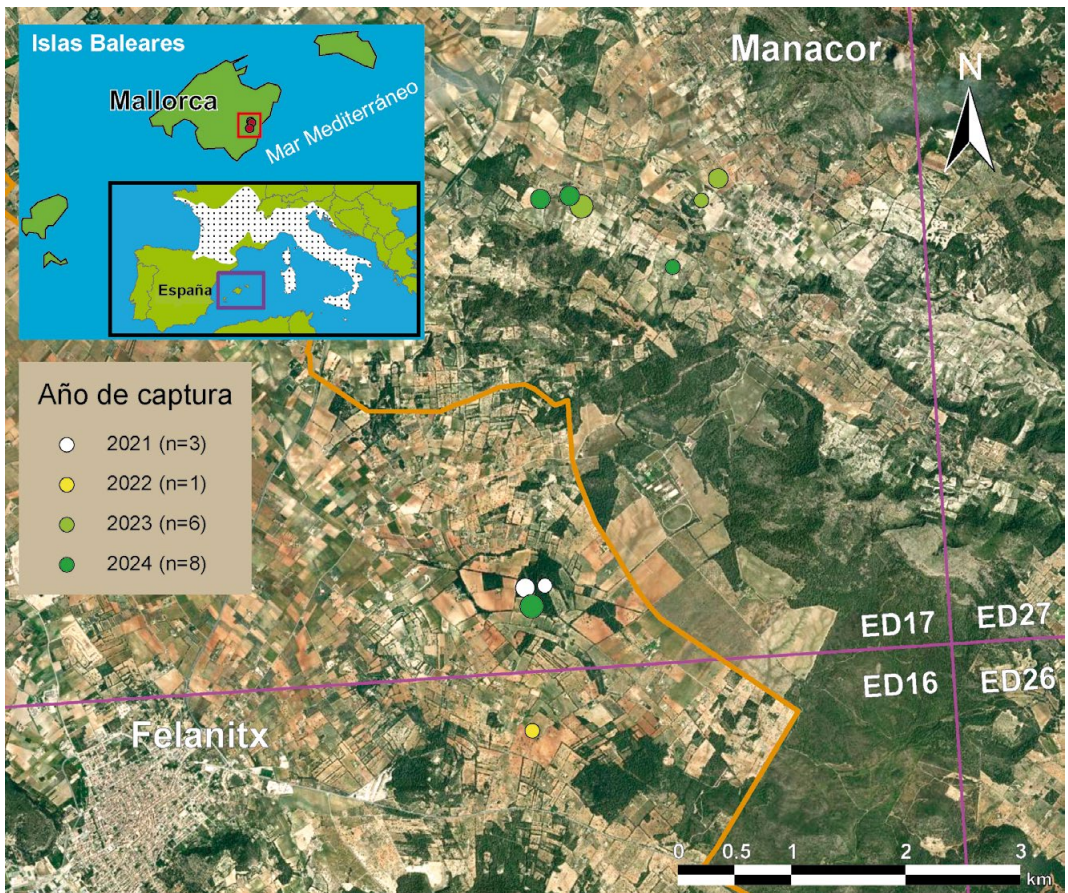 Islas Baleares
Mallorca
Mar Mediterráneo
España
Manacor
N
Año de captura
2021 (n=3)
2022 (n=1)
2023 (n=6)
2024 (n=8)
ED17
ED27
ED16
ED26
Felanitx
0 0.5 1 2 3
km